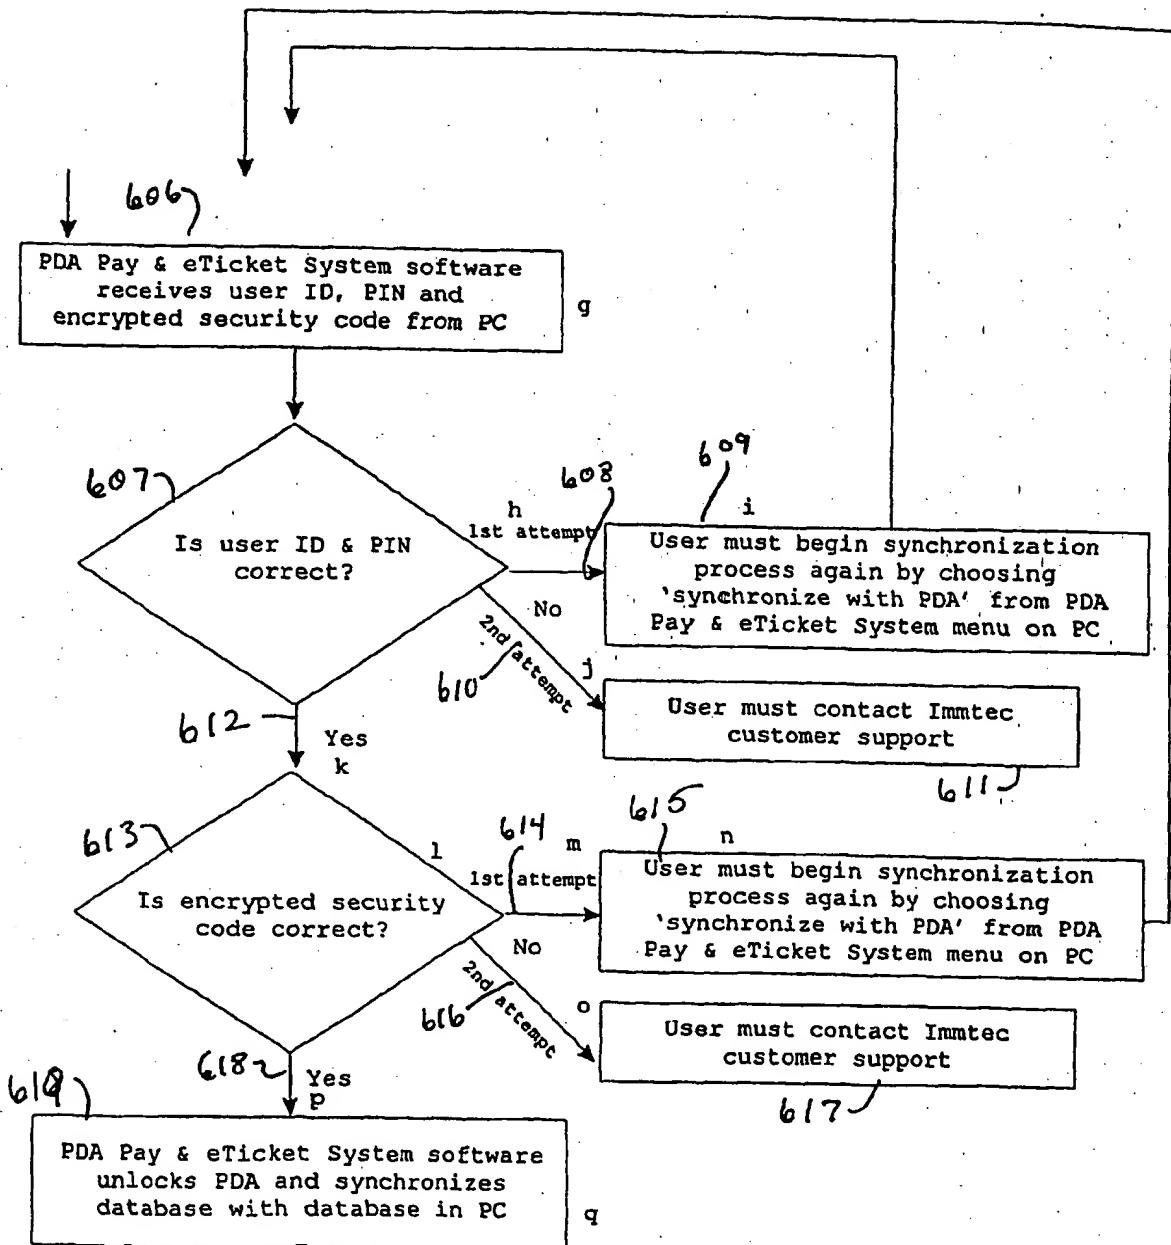 606
PDA Pay & eTicket System software
receives user ID, PIN and
encrypted security code from PC
g
607
Is user ID & PIN
correct?
h
1st attempt
608
609
i
User must begin synchronization
process again by choosing
'synchronize with PDA' from PDA
Pay & eTicket System menu on PC
No
2nd attempt
610
j
User must contact Immtec
customer support
611
612
Yes
k
613
Is encrypted security
code correct?
l
614
m
1st attempt
615
n
User must begin synchronization
process again by choosing
'synchronize with PDA' from PDA
Pay & eTicket System menu on PC
No
2nd attempt
616
o
User must contact Immtec
customer support
617
618
Yes
p
619
PDA Pay & eTicket System software
unlocks PDA and synchronizes
database with database in PC
q